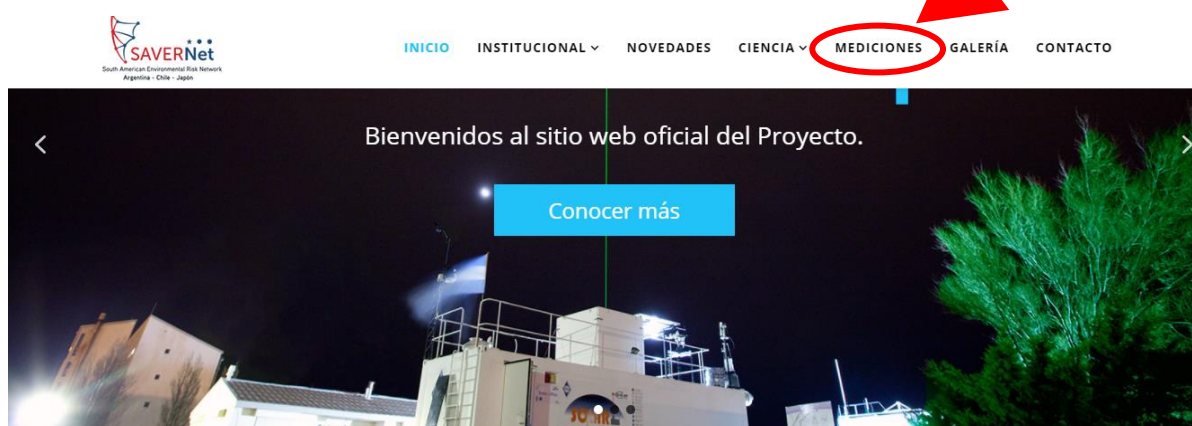 SAVERNet
South American Environmental Risk Network
Argentina - Chile - Japón
INICIO INSTITUCIONAL NOVEDADES CIENCIA MEDICIONES GALERÍA CONTACTO
Bienvenidos al sitio web oficial del Proyecto.
Conocer más